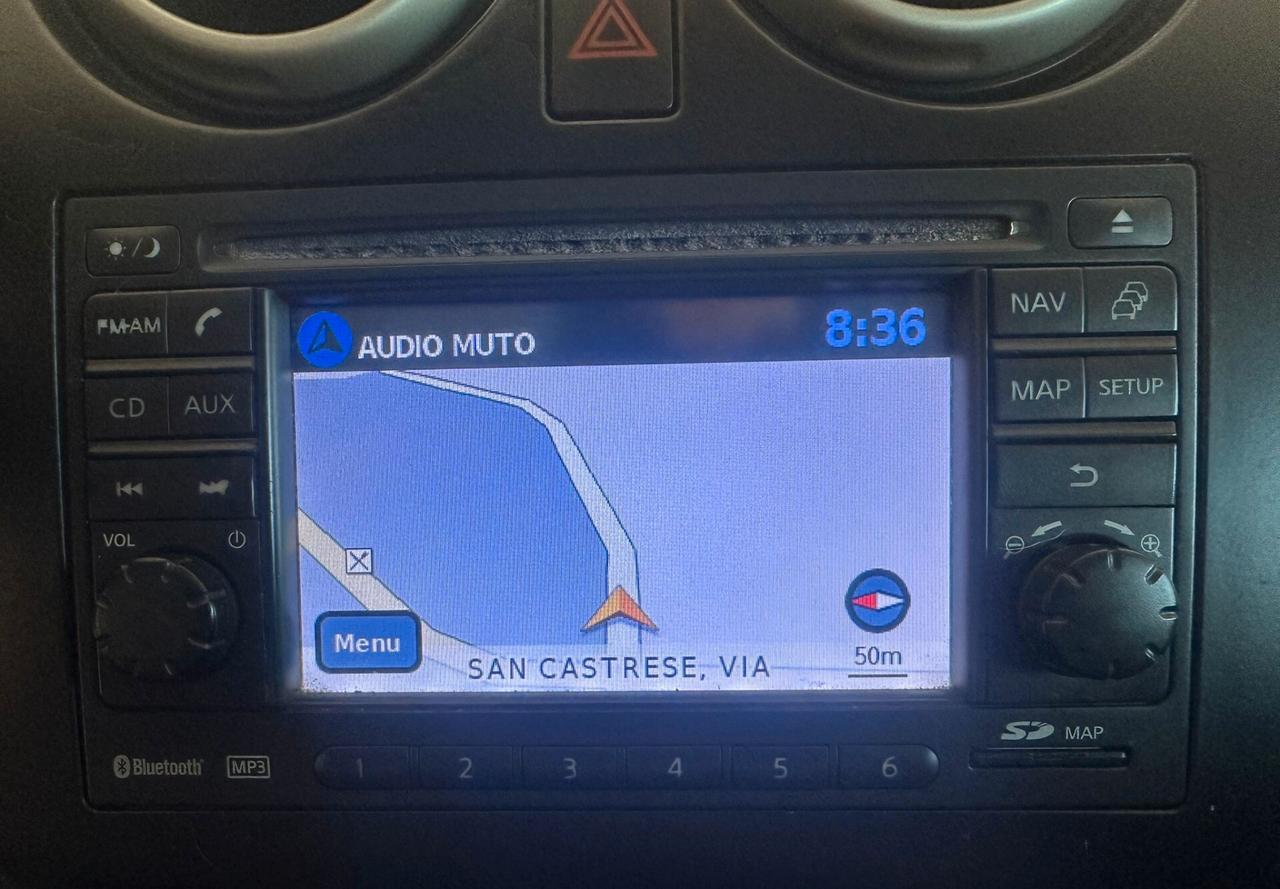 FM·AM
CD
AUX
VOL
AUDIO MUTO
8:36
Menu
SAN CASTRESE, VIA
50m
NAV
MAP
SETUP
Bluetooth
MP3
1
2
3
4
5
6
SD
MAP